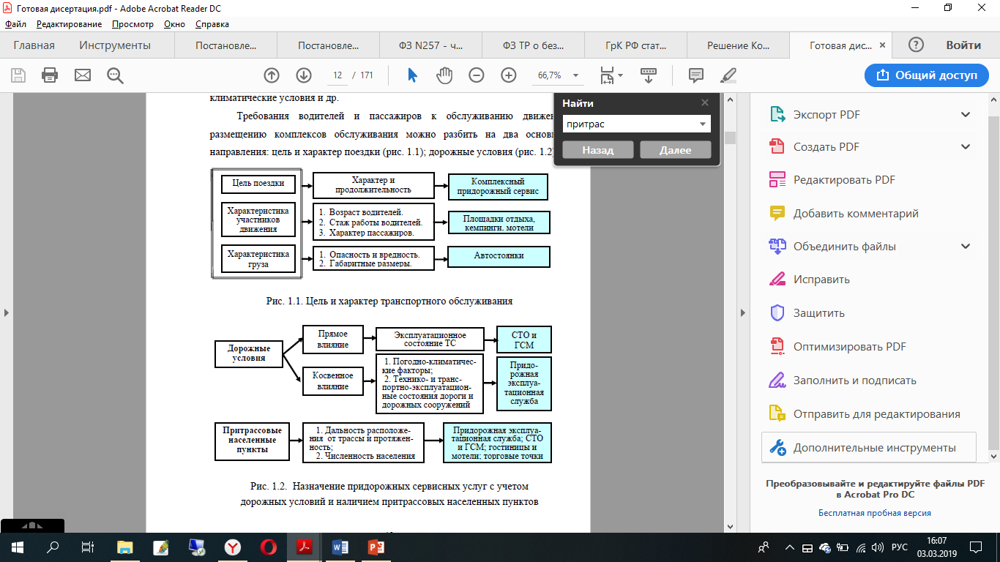 Готовая дисертация.pdf - Adobe Acrobat Reader DC
Файл Редактирование Просмотр Окно Справка
Главная Инструменты Постановле... Постановле... ФЗ N257 - ч... ФЗ ТР о без... ГрК РФ стат... Решение Ко... Готовая дис... × ? Войти
12 / 171 66,7% Общий доступ
климатические условия и др.
Требования водителей и пассажиров к обслуживанию движен
размещению комплексов обслуживания можно разбить на два основн
направления: цель и характер поездки (рис. 1.1); дорожные условия (рис. 1.2
Найти
притрас
Назад Далее
Цель поездки
Характер и
продолжительность
Комплексный
придорожный сервис
Характеристика
участников
движения
1. Возраст водителей.
2. Стаж работы водителей.
3. Характер пассажиров.
Площадки отдыха,
кемпинги, мотели
Характеристика
груза
1. Опасность и вредность.
2. Габаритные размеры.
Автостоянки
Рис. 1.1. Цель и характер транспортного обслуживания
Дорожные
условия
Прямое
влияние
Эксплуатационное
состояние ТС
СТО и
ГСМ
Косвенное
влияние
1. Погодно-климатичес-
кие факторы;
2. Технико- и транс-
портно-эксплуатацион-
ные состояния дороги и
дорожных сооружений
Придо-
рожная
эксплуа-
тационная
служба
Притрассовые
населенные
пункты
1. Дальность расположе-
ния от трассы и протяжен-
ность;
2. Численность населения
Придорожная эксплуа-
тационная служба; СТО
и ГСМ; гостиницы и
мотели; торговые точки
Рис. 1.2. Назначение придорожных сервисных услуг с учетом
дорожных условий и наличием притрассовых населенных пунктов
Экспорт PDF
Создать PDF
Редактировать PDF
Добавить комментарий
Объединить файлы
Исправить
Защитить
Оптимизировать PDF
Заполнить и подписать
Отправить для редактирования
Дополнительные инструменты
Преобразовывайте и редактируйте файлы PDF
в Acrobat Pro DC
Бесплатная пробная версия
РУС
16:07
03.03.2019